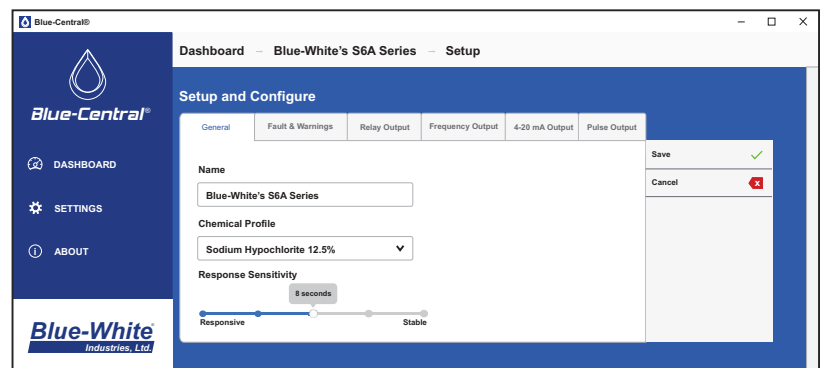 Blue-Central®
Dashboard – Blue-White's S6A Series – Setup
Blue-Central®
DASHBOARD
SETTINGS
ABOUT
Blue-White®
Industries, Ltd.
Setup and Configure
General Fault & Warnings Relay Output Frequency Output 4-20 mA Output Pulse Output
Name
Blue-White's S6A Series
Chemical Profile
Sodium Hypochlorite 12.5%
Response Sensitivity
8 seconds
Responsive Stable
Save
Cancel x